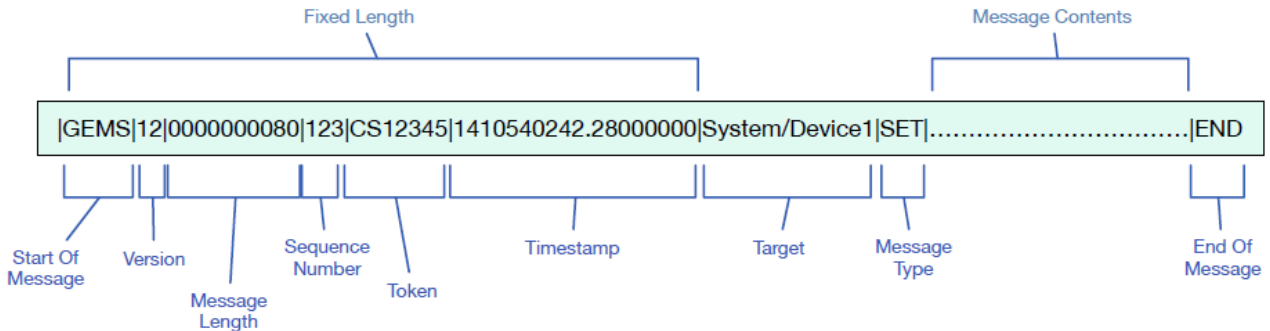 Fixed Length
Message Contents
|GEMS|12|0000000080|123|CS12345|1410540242.28000000|System/Device1|SET|...............................|END
Start Of
Message
Version
Message
Length
Sequence
Number
Token
Timestamp
Target
Message
Type
End Of
Message